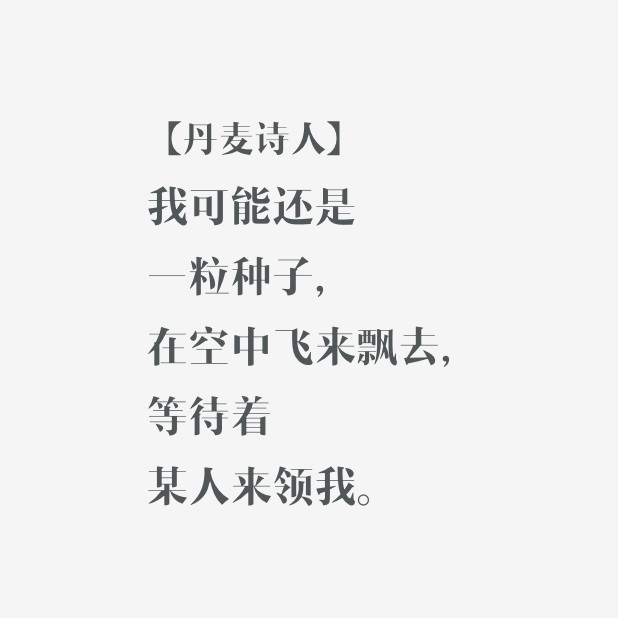 【丹麦诗人】
我可能还是
一粒种子，
在空中飞来飘去，
等待着
某人来领我。